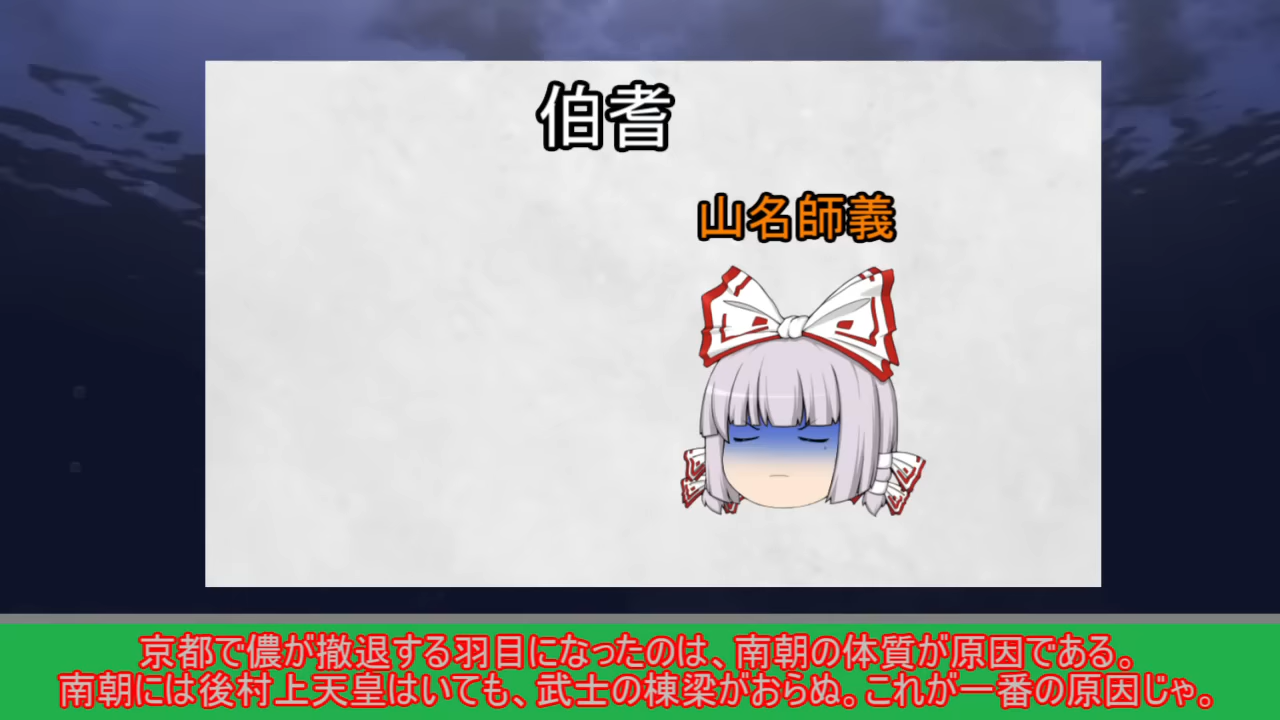 伯耆
山名師義
京都で儂が撤退する羽目になったのは、南朝の体質が原因である。
南朝には後村上天皇はいても、武士の棟梁がおらぬ。これが一番の原因じゃ。